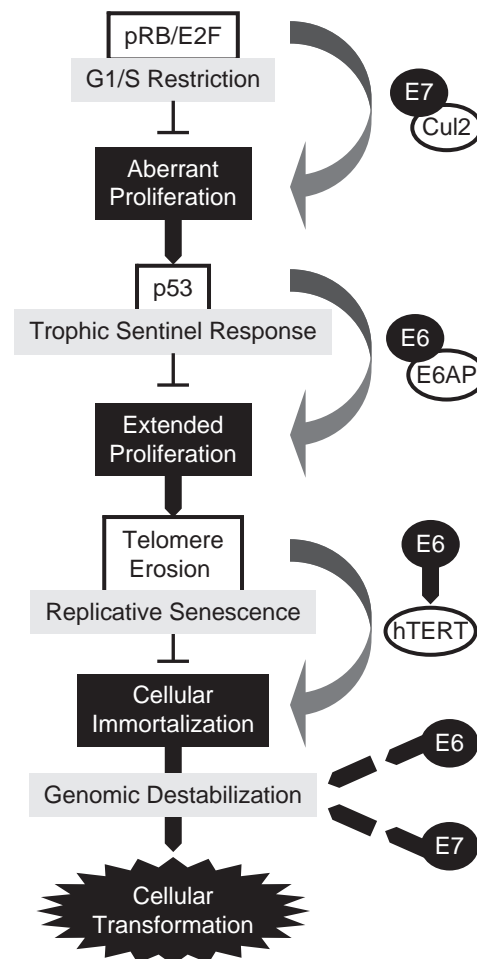 pRB/E2F
G1/S Restriction
E7
Cul2
Aberrant
Proliferation
p53
Trophic Sentinel Response
E6
E6AP
Extended
Proliferation
Telomere
Erosion
E6
Replicative Senescence
hTERT
Cellular
Immortalization
E6
Genomic Destabilization
E7
Cellular
Transformation